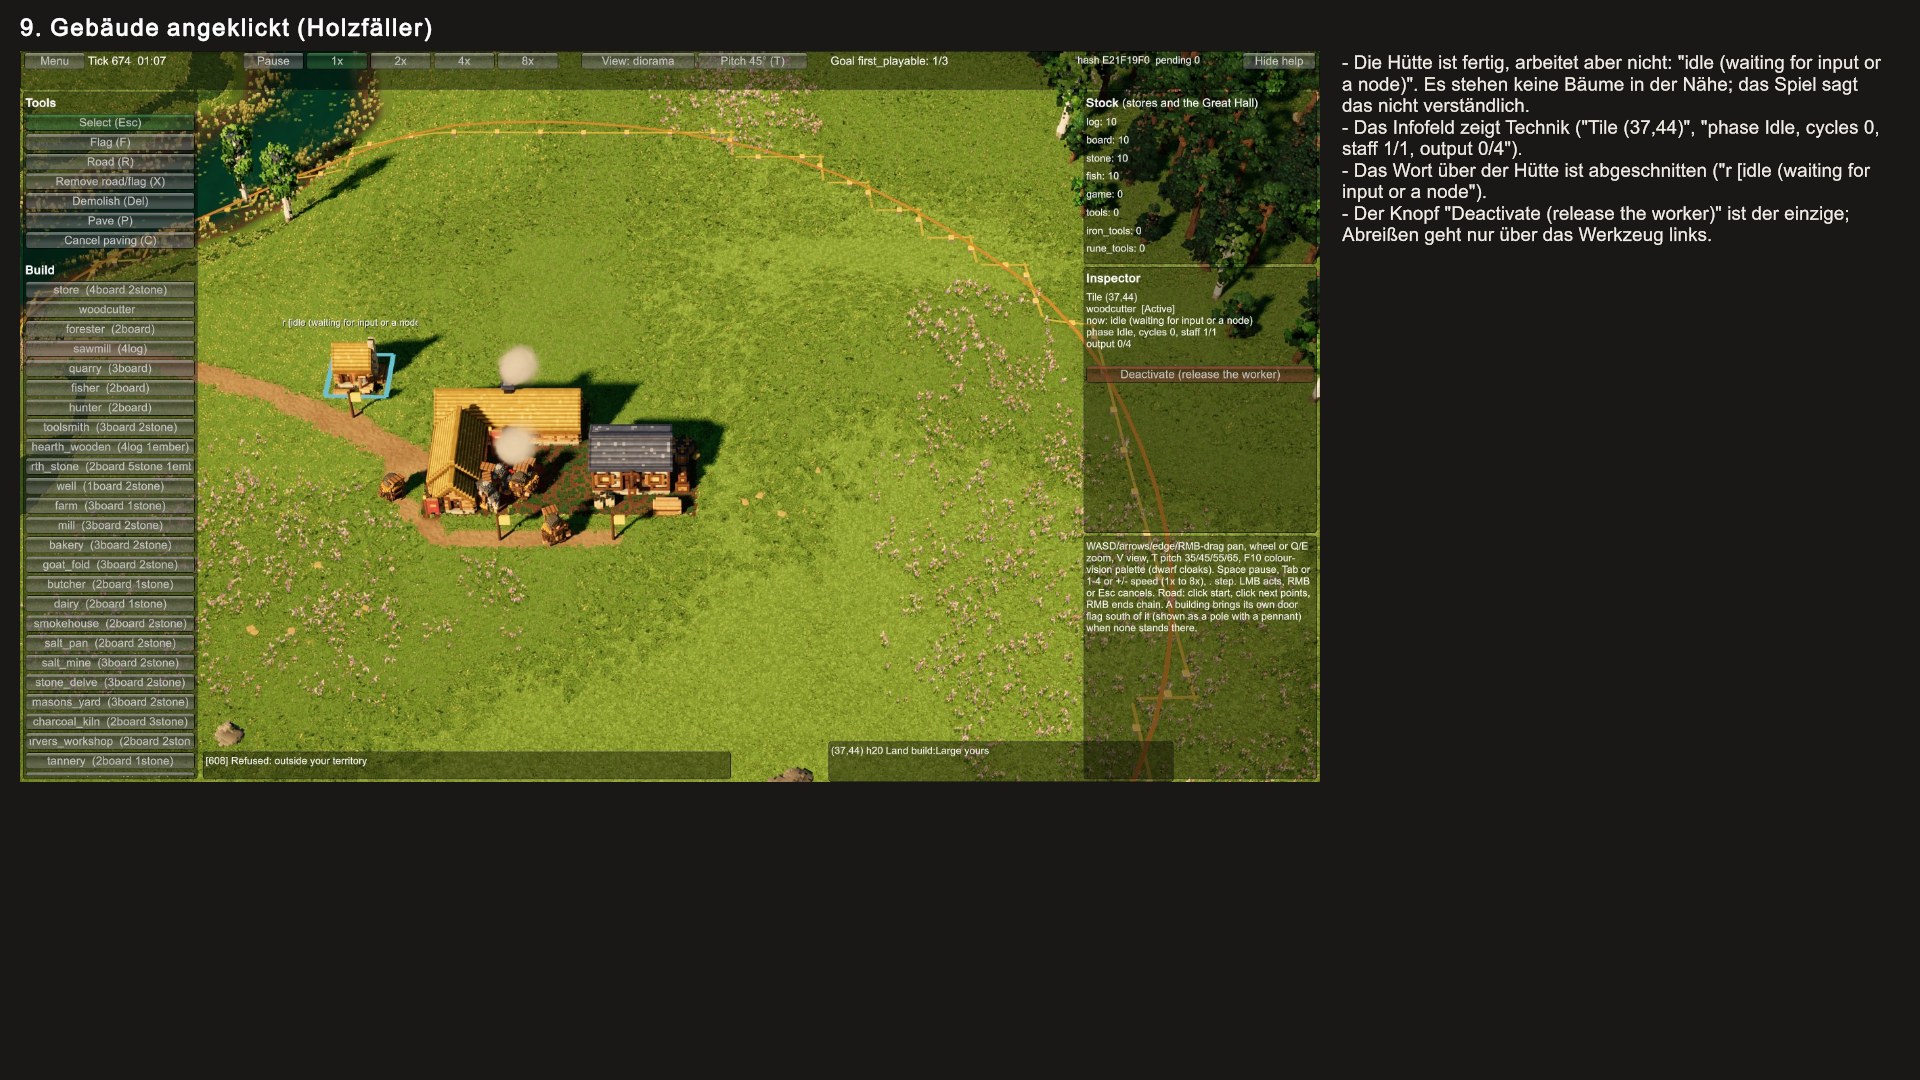 9. Gebäude angeklickt (Holzfäller)
Menu
Tick 674 01:07
Pause
1x
2x
4x
8x
View: diorama
Pitch 45° (T)
Goal first_playable: 1/3
hash E21F19F0 pending 0
Hide help
Tools
Select (Esc)
Flag (F)
Road (R)
Remove road/flag (X)
Demolish (Del)
Pave (P)
Cancel paving (C)
Build
store (4board 2stone)
woodcutter
forester (2board)
sawmill (4log)
quarry (3board)
fisher (2board)
hunter (2board)
toolsmith (3board 2stone)
hearth_wooden (4log 1ember)
rth_stone (2board 5stone 1eml
well (1board 2stone)
farm (3board 1stone)
mill (3board 2stone)
bakery (3board 2stone)
goat_fold (3board 2stone)
butcher (2board 1stone)
dairy (2board 1stone)
smokehouse (2board 2stone)
salt_pan (2board 2stone)
salt_mine (3board 2stone)
stone_delve (3board 2stone)
masons_yard (3board 2stone)
charcoal_kiln (2board 3stone)
irvers_workshop (2board 2ston
tannery (2board 1stone)
r [idle (waiting for input or a node
[608] Refused: outside your territory
(37,44) h20 Land build:Large yours
Stock (stores and the Great Hall)
log: 10
board: 10
stone: 10
fish: 10
game: 0
tools: 0
iron_tools: 0
rune_tools: 0
Inspector
Tile (37,44)
woodcutter [Active]
now: idle (waiting for input or a node)
phase Idle, cycles 0, staff 1/1
output 0/4
Deactivate (release the worker)
WASD/arrows/edge/RMB-drag pan, wheel or Q/E
zoom, V view, T pitch 35/45/55/65, F10 colour-
vision palette (dwarf cloaks). Space pause, Tab or
1-4 or +/- speed (1x to 8x), . step. LMB acts, RMB
or Esc cancels. Road: click start, click next points,
RMB ends chain. A building brings its own door
flag south of it (shown as a pole with a pennant)
when none stands there.
- Die Hütte ist fertig, arbeitet aber nicht: "idle (waiting for input or
a node)". Es stehen keine Bäume in der Nähe; das Spiel sagt
das nicht verständlich.
- Das Infofeld zeigt Technik ("Tile (37,44)", "phase Idle, cycles 0,
staff 1/1, output 0/4").
- Das Wort über der Hütte ist abgeschnitten ("r [idle (waiting for
input or a node").
- Der Knopf "Deactivate (release the worker)" ist der einzige;
Abreißen geht nur über das Werkzeug links.